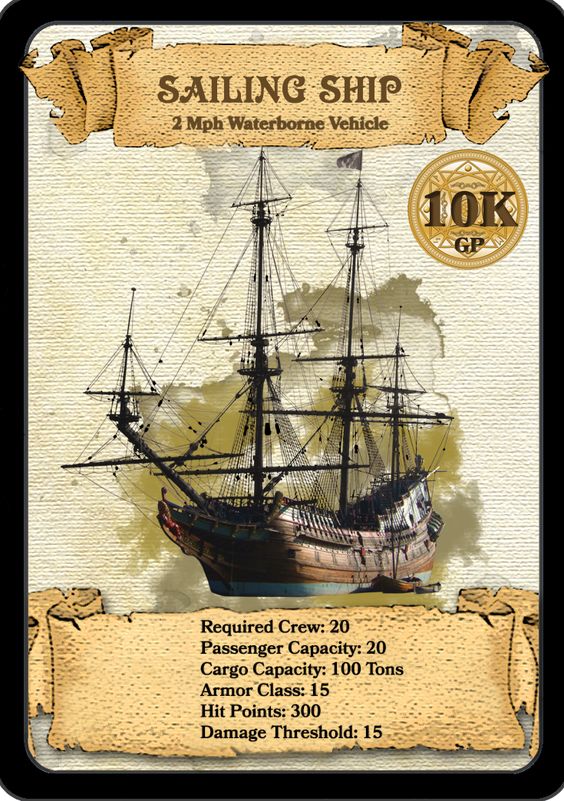 SAILING SHIP
2 Mph Waterborne Vehicle
10K
GP
Required Crew: 20
Passenger Capacity: 20
Cargo Capacity: 100 Tons
Armor Class: 15
Hit Points: 300
Damage Threshold: 15